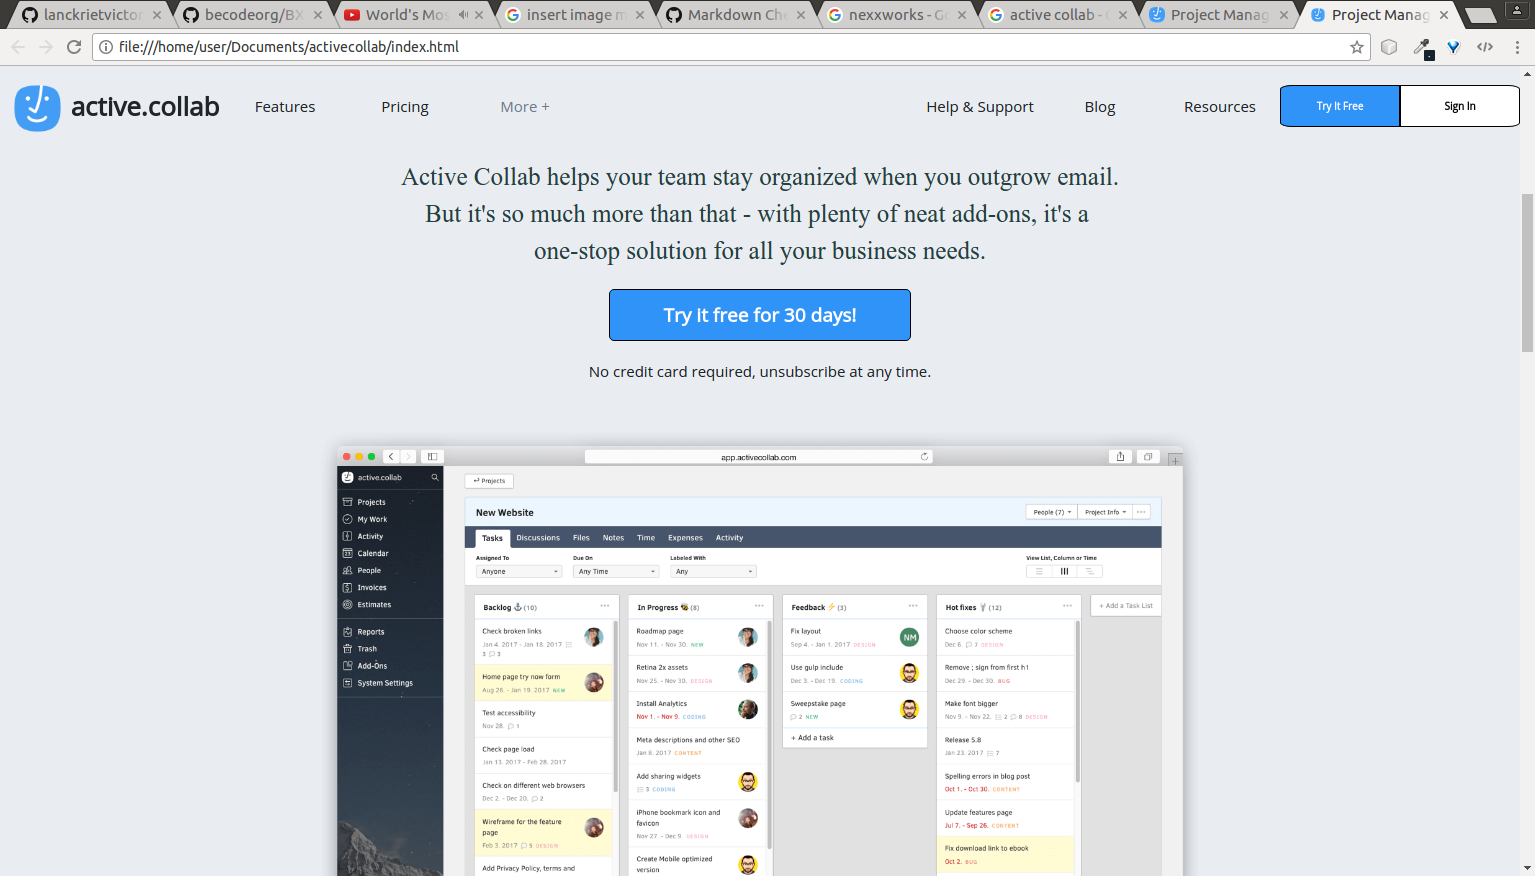 lanckrietvictor
becodeorg/BX
World's Mos
insert image m
Markdown Che
nexxworks - Go
active collab - G
Project Manag
Project Manag
file:///home/user/Documents/activecollab/index.html
active.collab
Features
Pricing
More +
Help & Support
Blog
Resources
Try It Free
Sign In
Active Collab helps your team stay organized when you outgrow email.
But it's so much more than that - with plenty of neat add-ons, it's a
one-stop solution for all your business needs.
Try it free for 30 days!
No credit card required, unsubscribe at any time.
app.activecollab.com
active.collab
Projects
My Work
Activity
Calendar
People
Invoices
Estimates
Reports
Trash
Add-Ons
System Settings
Projects
New Website
People (7)
Project Info
Tasks
Discussions
Files
Notes
Time
Expenses
Activity
Assigned To
Due On
Labeled With
View List, Column or Time
Anyone
Any Time
Any
Backlog (10)
Check broken links
Jan 4. 2017 - Jan 18. 2017
3 3
Home page try now form
Aug 26. - Jan 19. 2017 NEW
Test accessibility
Nov 28. 1
Check page load
Jan 13. 2017 - Feb 28. 2017
Check on different web browsers
Dec 2. - Dec 20. 2
Wireframe for the feature
page
Feb 3. 2017 5 DESIGN
Add Privacy Policy, terms and
In Progress (8)
Roadmap page
Nov 11. - Nov 30. NEW
Retina 2x assets
Nov 25. - Nov 30. DESIGN
Install Analytics
Nov 1. - Nov 9. CODING
Meta descriptions and other SEO
Jan 6. 2017 CONTENT
Add sharing widgets
3 CODING
iPhone bookmark icon and
favicon
Nov 27. - Dec 9. DESIGN
Create Mobile optimized
version
Feedback (3)
Fix layout
Sep 4. - Jan 1. 2017 DESIGN
NM
Use gulp include
Dec 3. - Dec 19. CODING
Sweepstake page
2 NEW
+ Add a task
Hot fixes (12)
Choose color scheme
Dec 6. 7 DESIGN
Remove ; sign from first h1
Dec 29. - Dec 30. BUG
Make font bigger
Nov 9. - Nov 22. 2 8 DESIGN
Release 5.8
Jan 23. 2017 7
Spelling errors in blog post
Oct 1. - Oct 30. CONTENT
Update features page
Jul 7. - Sep 26. CONTENT
Fix download link to ebook
Oct 2. BUG
+ Add a Task List